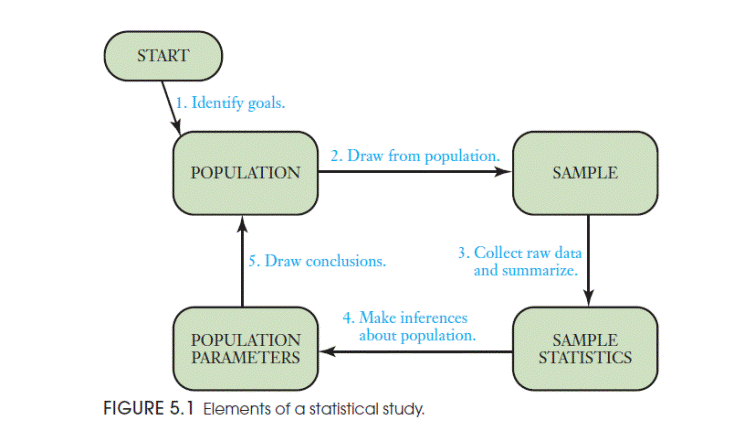 START
1. Identify goals.
2. Draw from population.
POPULATION
SAMPLE
3. Collect raw data
and summarize.
5. Draw conclusions.
4. Make inferences
about population.
POPULATION
PARAMETERS
SAMPLE
STATISTICS
FIGURE 5.1 Elements of a statistical study.